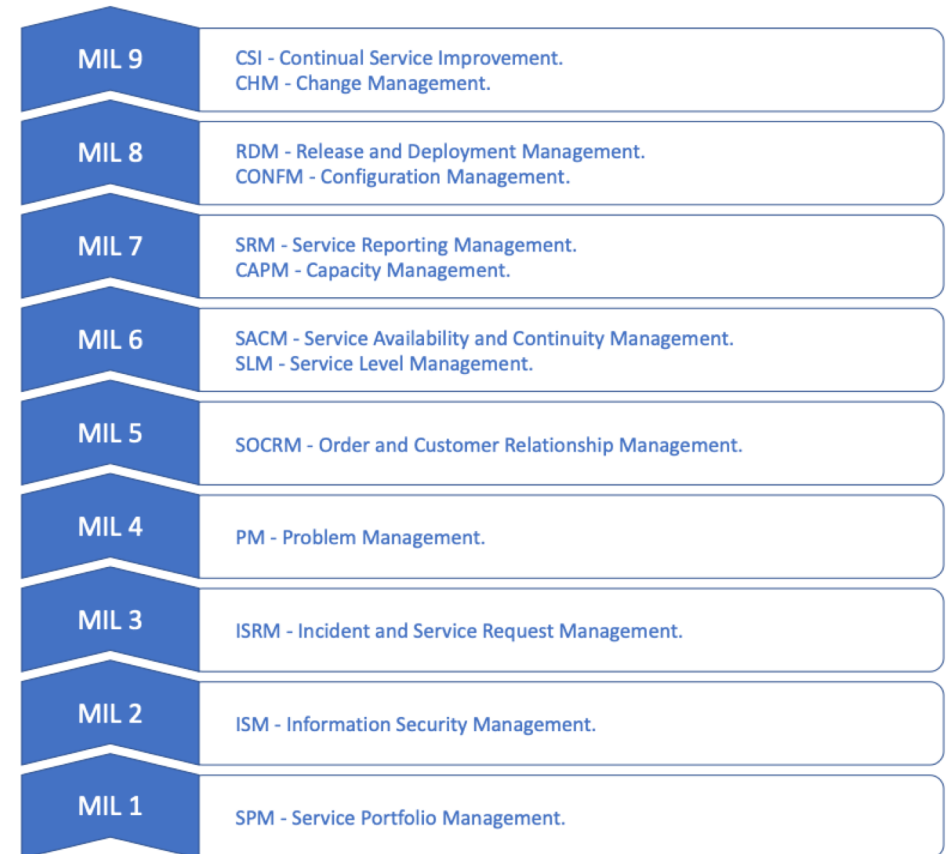 MIL 9
CSI - Continual Service Improvement.
CHM - Change Management.
MIL 8
RDM - Release and Deployment Management.
CONFM - Configuration Management.
MIL 7
SRM - Service Reporting Management.
CAPM - Capacity Management.
MIL 6
SACM - Service Availability and Continuity Management.
SLM - Service Level Management.
MIL 5
SOCRM - Order and Customer Relationship Management.
MIL 4
PM - Problem Management.
MIL 3
ISRM - Incident and Service Request Management.
MIL 2
ISM - Information Security Management.
MIL 1
SPM - Service Portfolio Management.